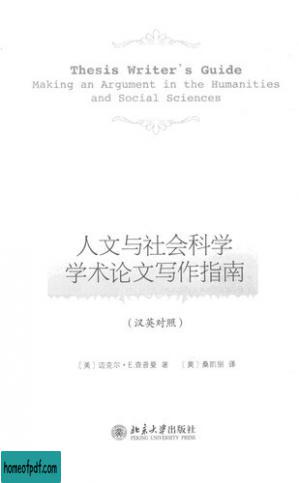 Thesis Writer's Guide
Making an Argument in the Humanities
and Social Sciences
人文与社会科学
学术论文写作指南
(汉英对照)
[美] 迈克尔·E.查普曼 著 [美] 桑凯丽 译
北京大学出版社
PEKING UNIVERSITY PRESS
homeofpdf.com